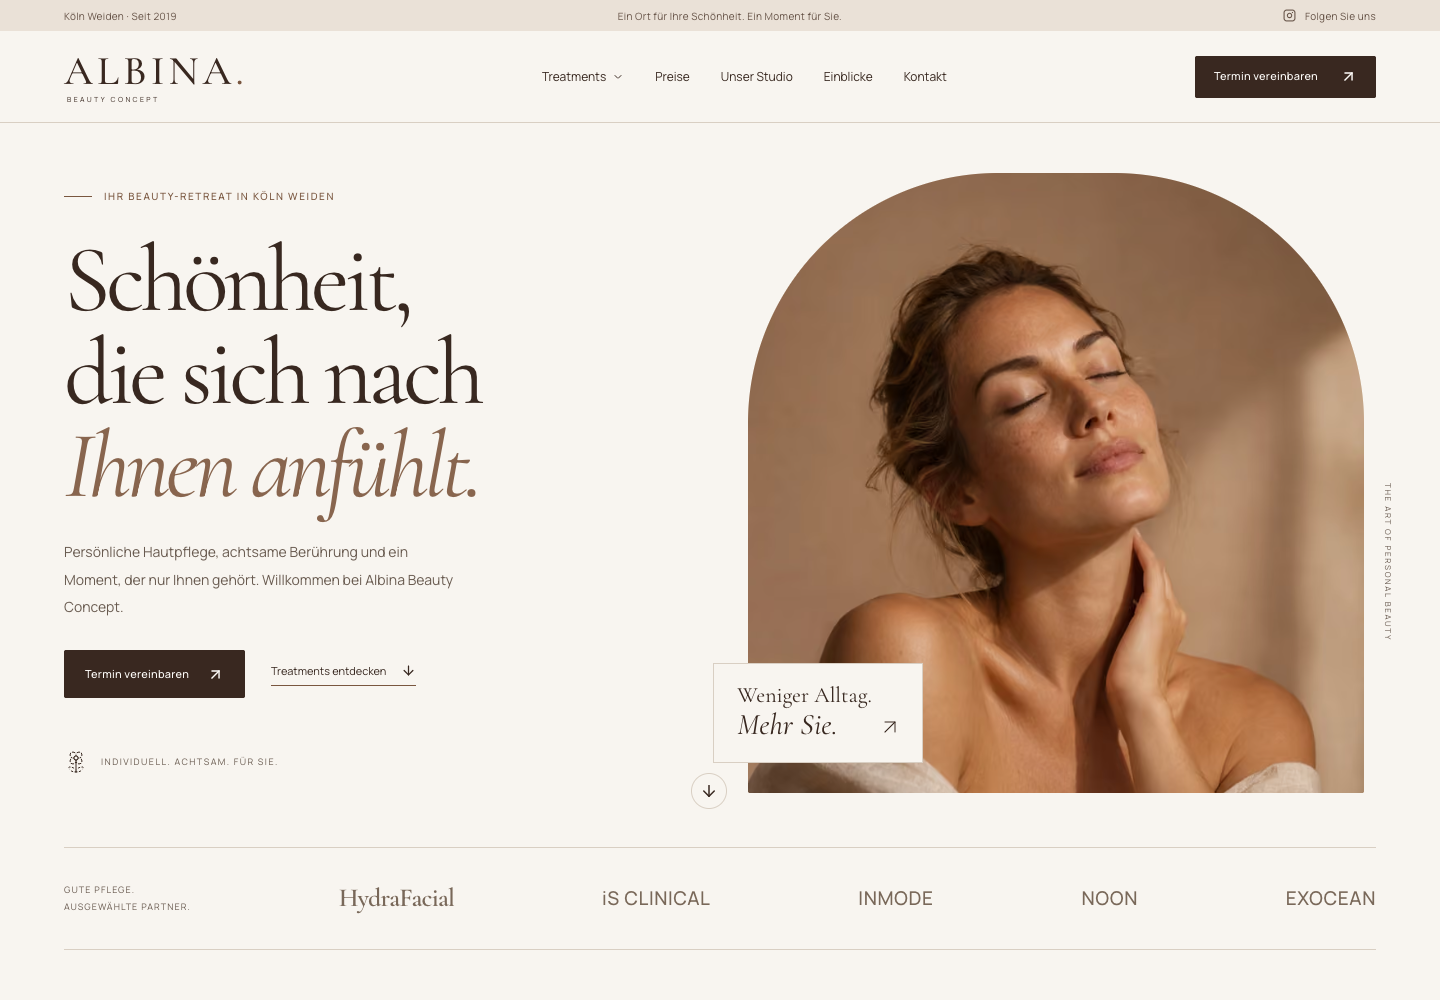 Köln Weiden · Seit 2019
Ein Ort für Ihre Schönheit. Ein Moment für Sie.
Folgen Sie uns
ALBINA.
BEAUTY CONCEPT
Treatments
Preise
Unser Studio
Einblicke
Kontakt
Termin vereinbaren
IHR BEAUTY-RETREAT IN KÖLN WEIDEN
Schönheit,
die sich nach
Ihnen anfühlt.
Persönliche Hautpflege, achtsame Berührung und ein
Moment, der nur Ihnen gehört. Willkommen bei Albina Beauty
Concept.
Termin vereinbaren
Treatments entdecken
INDIVIDUELL. ACHTSAM. FÜR SIE.
Weniger Alltag.
Mehr Sie.
THE ART OF PERSONAL BEAUTY
GUTE PFLEGE.
AUSGEWÄHLTE PARTNER.
HydraFacial
iS CLINICAL
INMODE
NOON
EXOCEAN